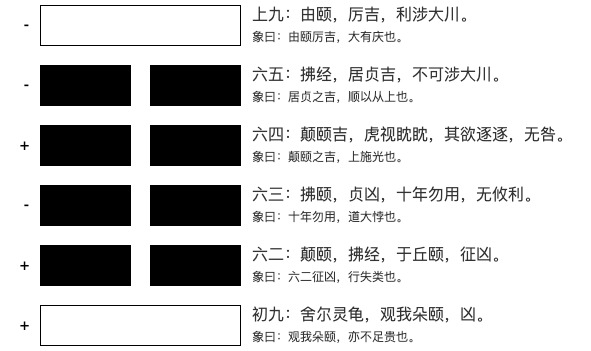 - 上九：由颐，厉吉，利涉大川。
象曰：由颐厉吉，大有庆也。
- 六五：拂经，居贞吉，不可涉大川。
象曰：居贞之吉，顺以从上也。
+ 六四：颠颐吉，虎视眈眈，其欲逐逐，无咎。
象曰：颠颐之吉，上施光也。
- 六三：拂颐，贞凶，十年勿用，无攸利。
象曰：十年勿用，道大悖也。
+ 六二：颠颐，拂经，于丘颐，征凶。
象曰：六二征凶，行失类也。
+ 初九：舍尔灵龟，观我朵颐，凶。
象曰：观我朵颐，亦不足贵也。